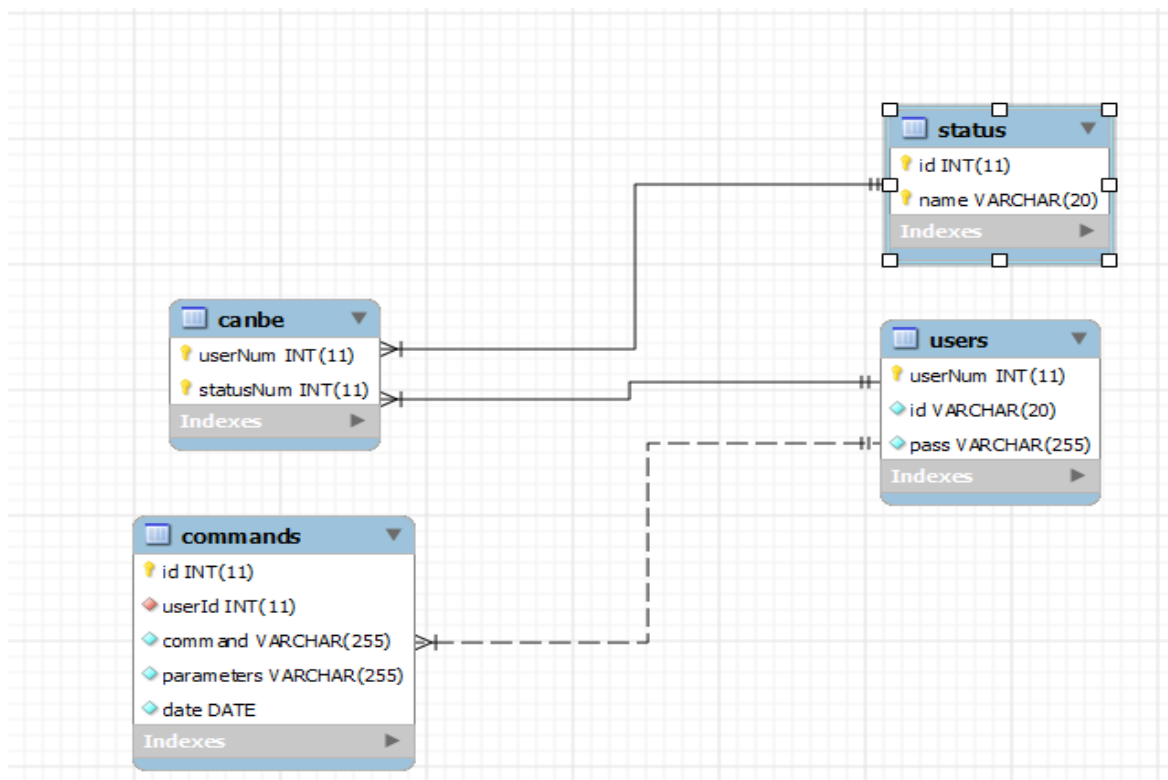 status
id INT(11)
name VARCHAR(20)
Indexes
canbe
userNum INT(11)
statusNum INT(11)
Indexes
users
userNum INT(11)
id VARCHAR(20)
pass VARCHAR(255)
Indexes
commands
id INT(11)
userId INT(11)
command VARCHAR(255)
parameters VARCHAR(255)
date DATE
Indexes